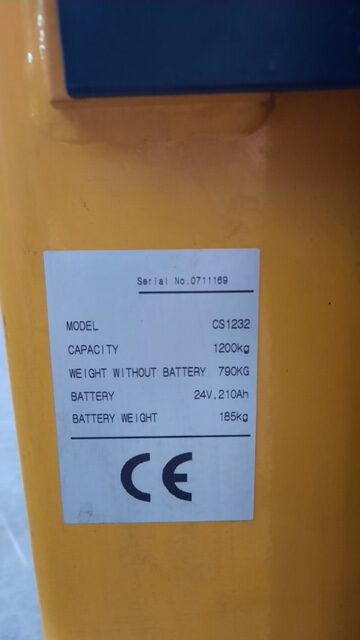 Serial No.0711169
MODEL CS1232
CAPACITY 1200kg
WEIGHT WITHOUT BATTERY 790KG
BATTERY 24V,210Ah
BATTERY WEIGHT 185kg
CE